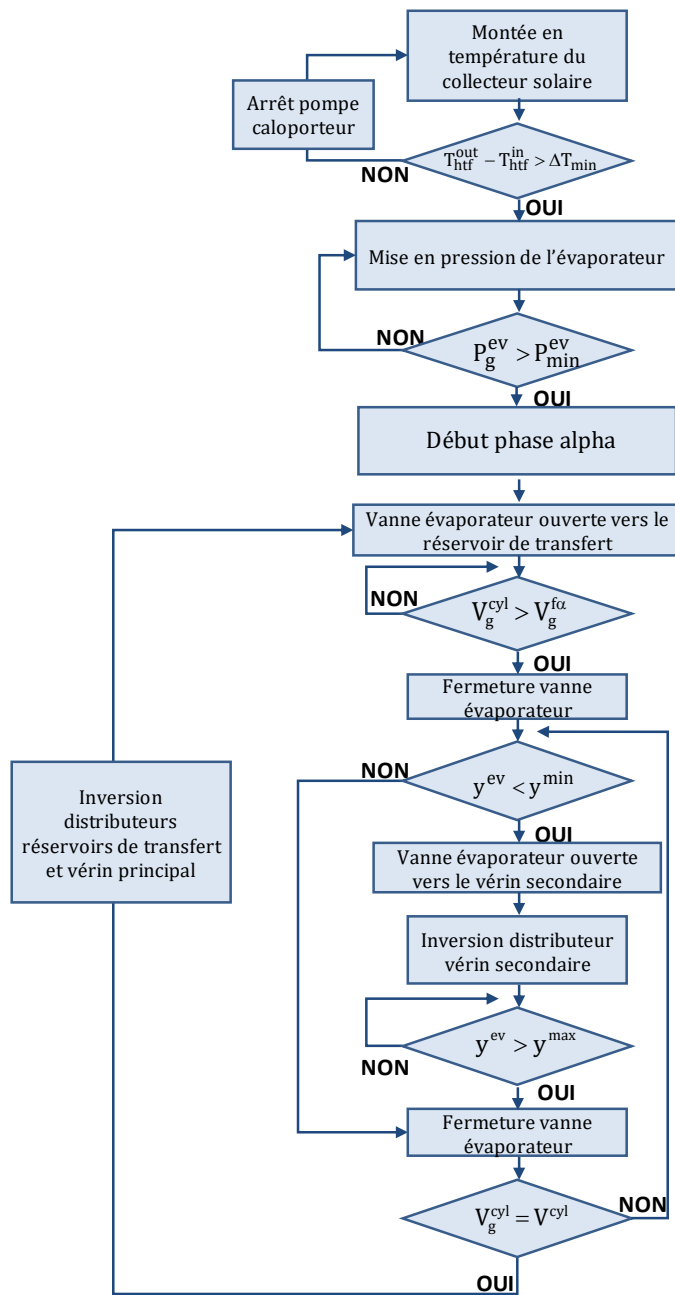 Montée en
température du
collecteur solaire
Arrêt pompe
caloporteur
T_htf^out − T_htf^in > ΔT_min
NON
OUI
Mise en pression de l’évaporateur
NON
P_g^ev > P_min^ev
OUI
Début phase alpha
Vanne évaporateur ouverte vers le
réservoir de transfert
NON
V_g^cyl > V_g^fα
OUI
Fermeture vanne
évaporateur
NON
y^ev < y^min
OUI
Inversion
distributeurs
réservoirs de transfert
et vérin principal
Vanne évaporateur ouverte
vers le vérin secondaire
Inversion distributeur
vérin secondaire
y^ev > y^max
NON
OUI
Fermeture vanne
évaporateur
V_g^cyl = V^cyl
NON
OUI